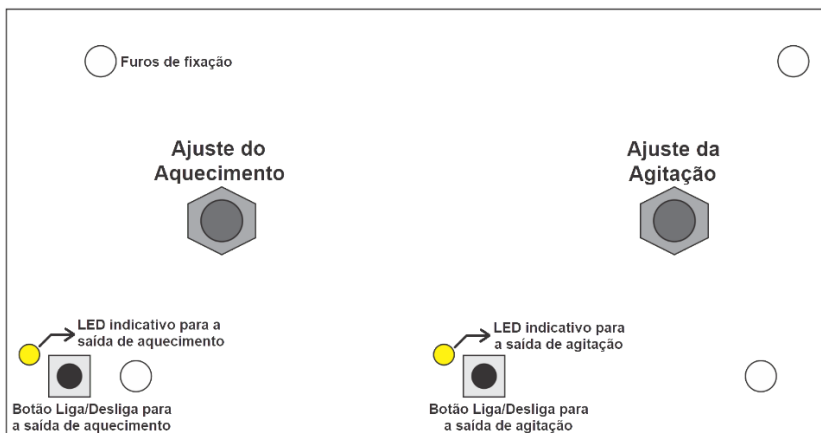 Furos de fixação
Ajuste do
Aquecimento
Ajuste da
Agitação
LED indicativo para a
saída de aquecimento
LED indicativo para
a saída de agitação
Botão Liga/Desliga para
a saída de aquecimento
Botão Liga/Desliga para
a saída de agitação